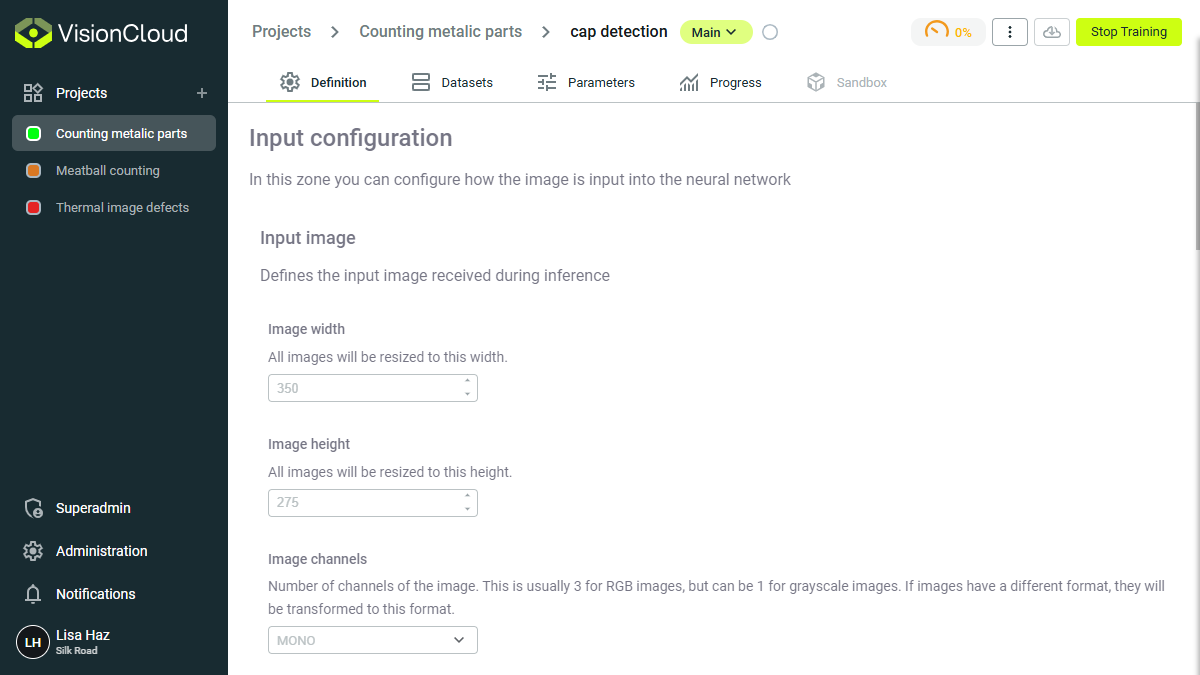 VisionCloud
Projects
Counting metalic parts
Meatball counting
Thermal image defects
Superadmin
Administration
Notifications
LH
Lisa Haz
Silk Road
Projects > Counting metalic parts > cap detection Main
0%
Stop Training
Definition
Datasets
Parameters
Progress
Sandbox
Input configuration
In this zone you can configure how the image is input into the neural network
Input image
Defines the input image received during inference
Image width
All images will be resized to this width.
350
Image height
All images will be resized to this height.
275
Image channels
Number of channels of the image. This is usually 3 for RGB images, but can be 1 for grayscale images. If images have a different format, they will
be transformed to this format.
MONO